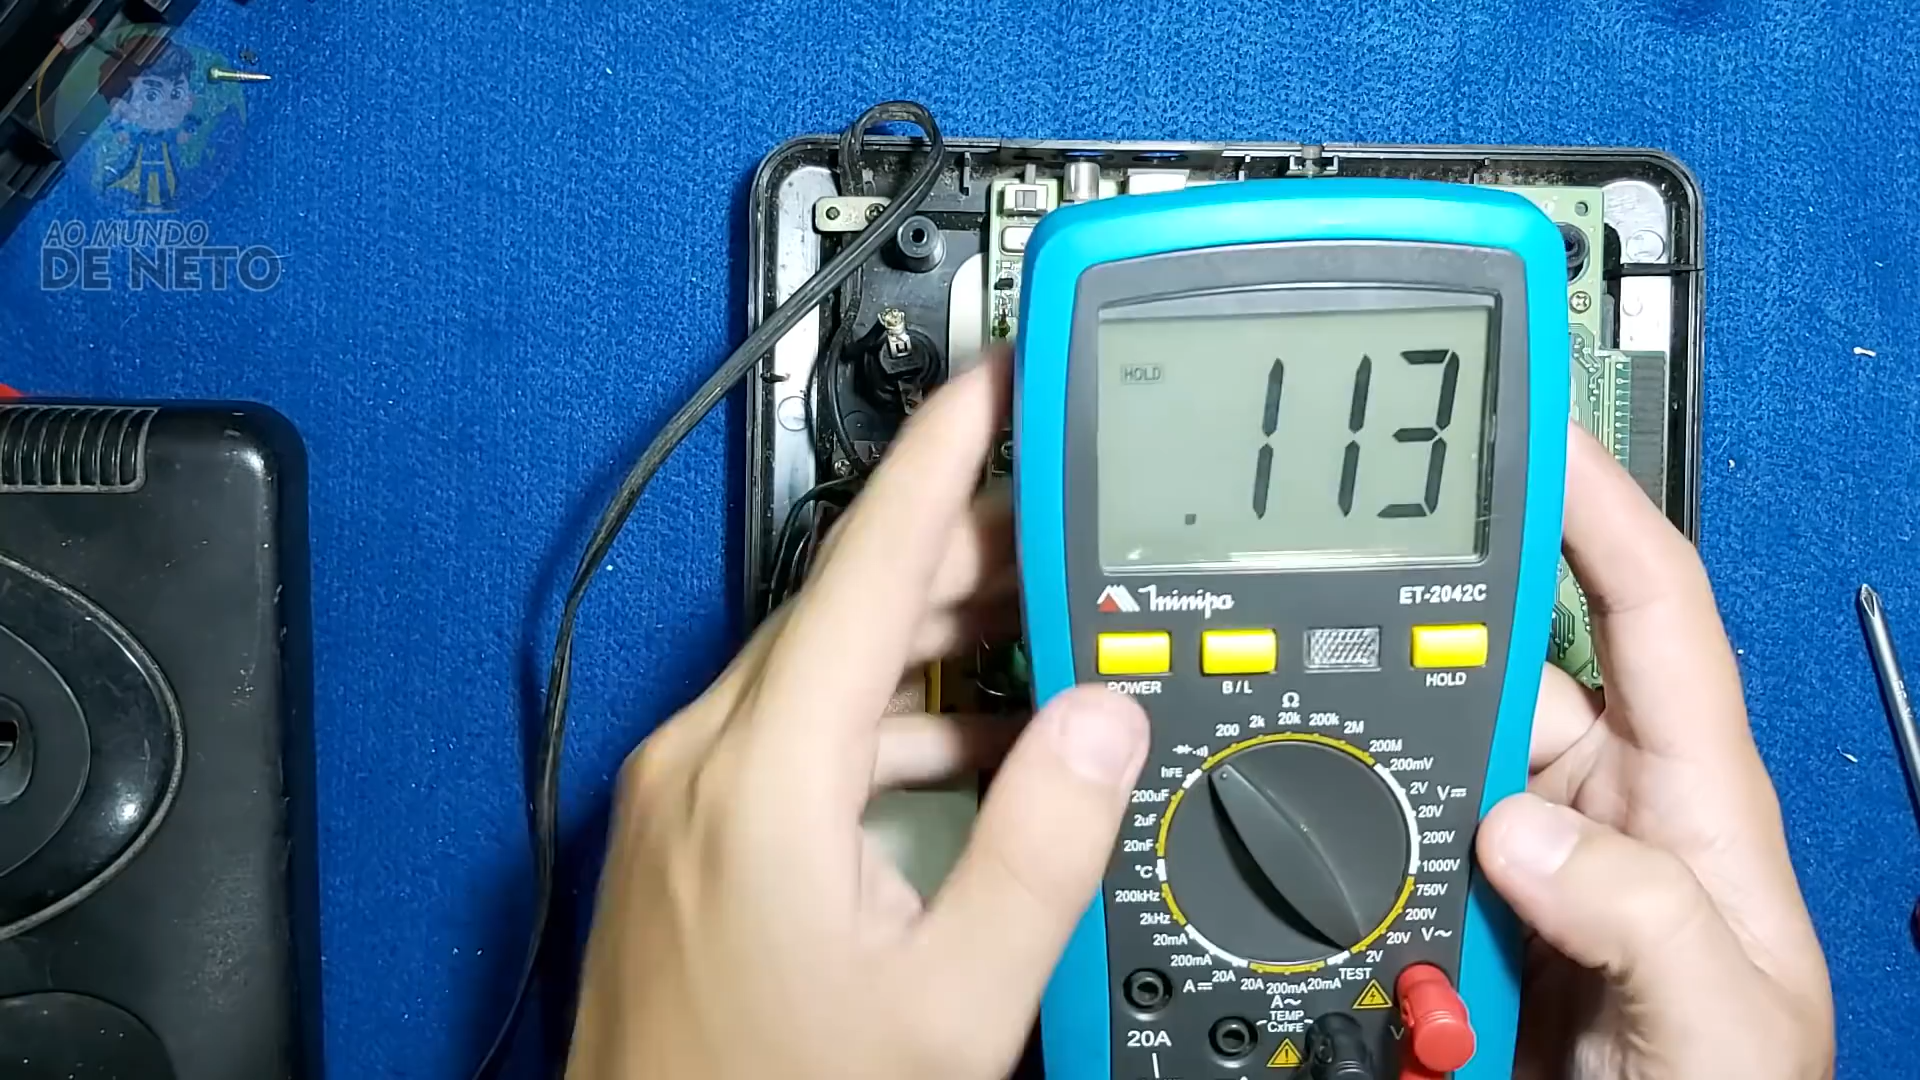 AO MUNDO
DE NETO
HOLD
.113
minipa
ET-2042C
POWER
B/L
HOLD
Ω
200
2k
20k
200k
2M
200M
hFE
200mV
2V
V⎓
200uF
20V
2uF
200V
20nF
1000V
°C
750V
200kHz
200V
2kHz
20V
V~
20mA
2V
200mA
TEST
A⎓
20A
20A
200mA
20mA
A~
TEMP
CxhFE
20A
V